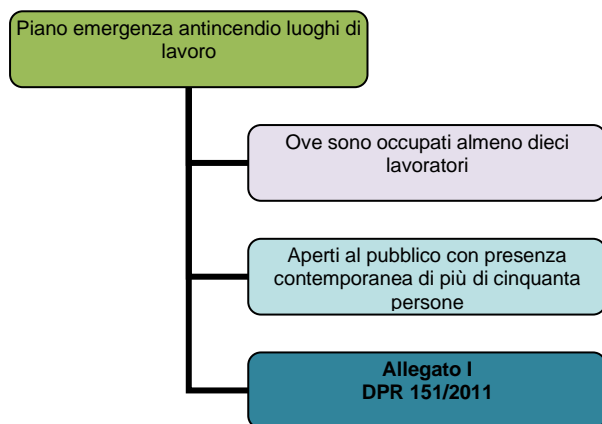 Piano emergenza antincendio luoghi di
lavoro
Ove sono occupati almeno dieci
lavoratori
Aperti al pubblico con presenza
contemporanea di più di cinquanta
persone
Allegato I
DPR 151/2011